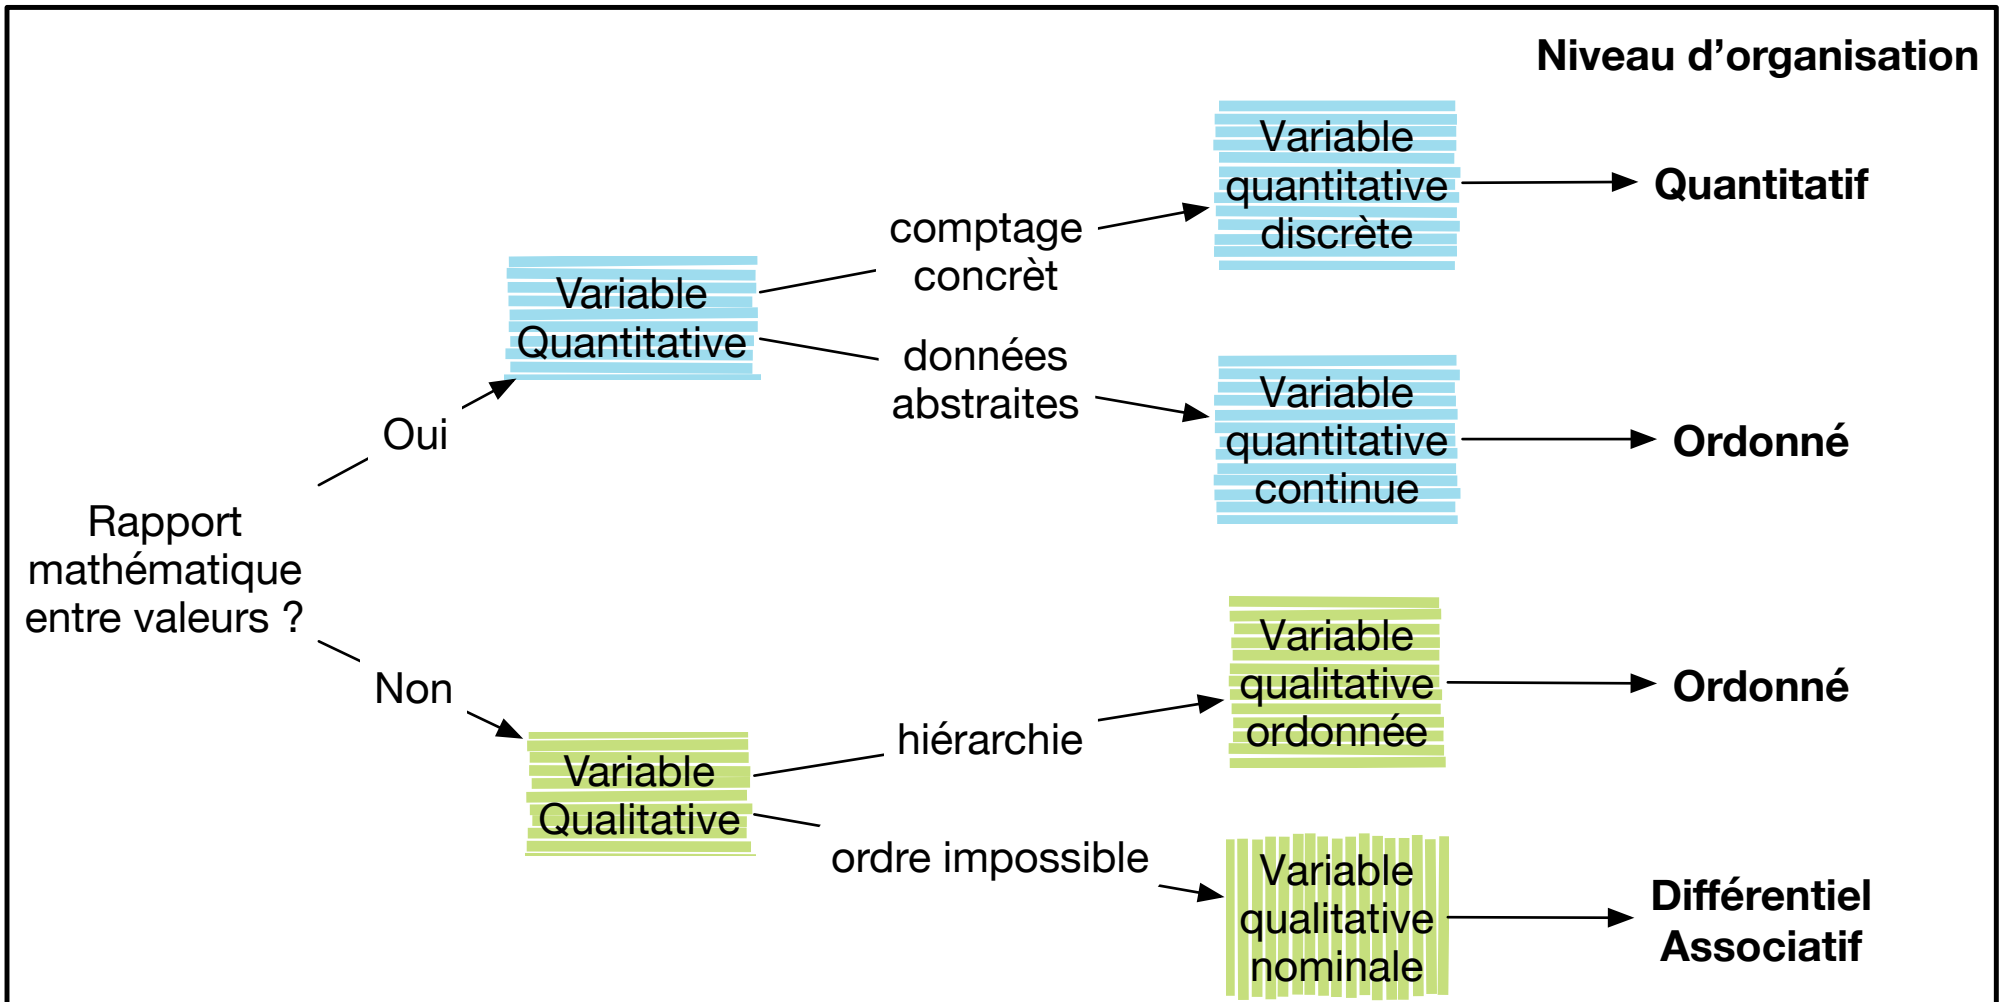 Niveau d’organisation
Variable
quantitative
discrète
Quantitatif
comptage
concrèt
Variable
Quantitative
données
abstraites
Variable
quantitative
continue
Ordonné
Oui
Rapport
mathématique
entre valeurs ?
Non
Variable
qualitative
ordonnée
Ordonné
hiérarchie
Variable
Qualitative
ordre impossible
Variable
qualitative
nominale
Différentiel
Associatif